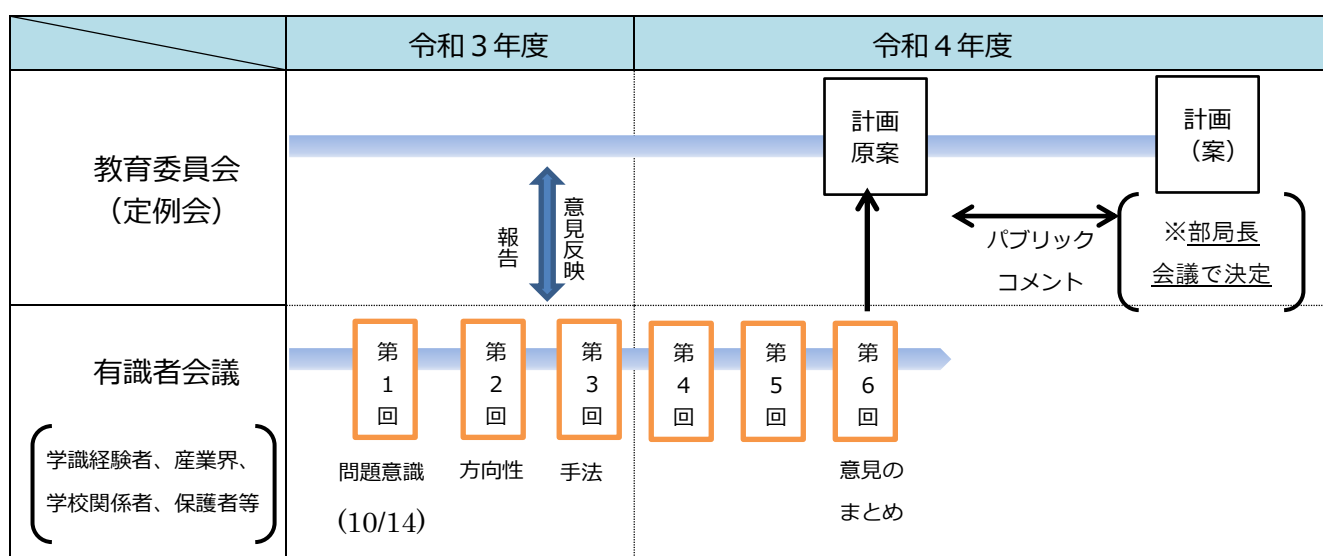 令和３年度
令和４年度
教育委員会
（定例会）
計画
原案
計画
（案）
報告
意見反映
パブリック
コメント
※部局長
会議で決定
有識者会議
学識経験者、産業界、
学校関係者、保護者等
第１回
第２回
第３回
第４回
第５回
第６回
問題意識
(10/14)
方向性
手法
意見の
まとめ